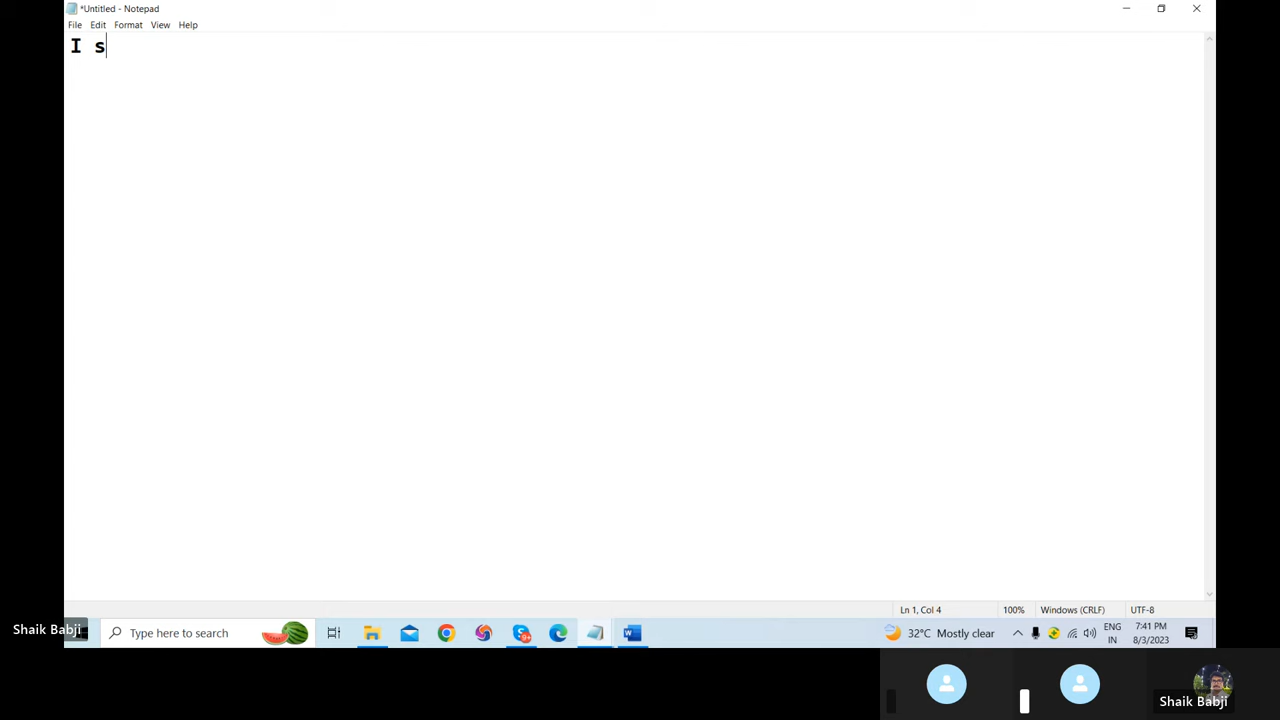 *Untitled - Notepad
File Edit Format View Help
I s
Ln 1, Col 4 100% Windows (CRLF) UTF-8
Shaik Babji
Type here to search
32°C Mostly clear
ENG
IN
7:41 PM
8/3/2023
Shaik Babji